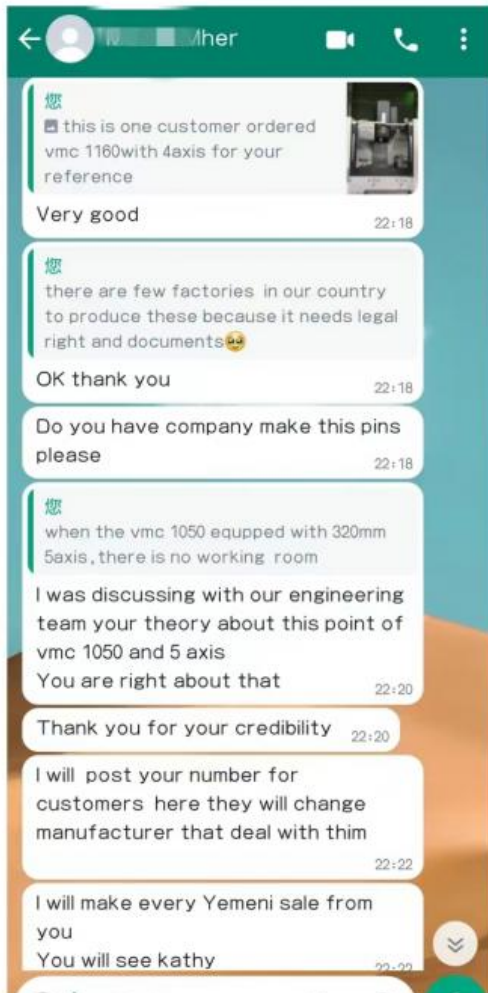 Mher
您
this is one customer ordered
vmc 1160with 4axis for your
reference
Very good
22:18
您
there are few factories in our country
to produce these because it needs legal
right and documents🥹
OK thank you
22:18
Do you have company make this pins
please
22:18
您
when the vmc 1050 equpped with 320mm
5axis,there is no working room
I was discussing with our engineering
team your theory about this point of
vmc 1050 and 5 axis
You are right about that
22:20
Thank you for your credibility 22:20
I will post your number for
customers here they will change
manufacturer that deal with thim
22:22
I will make every Yemeni sale from
you
You will see kathy
22:22